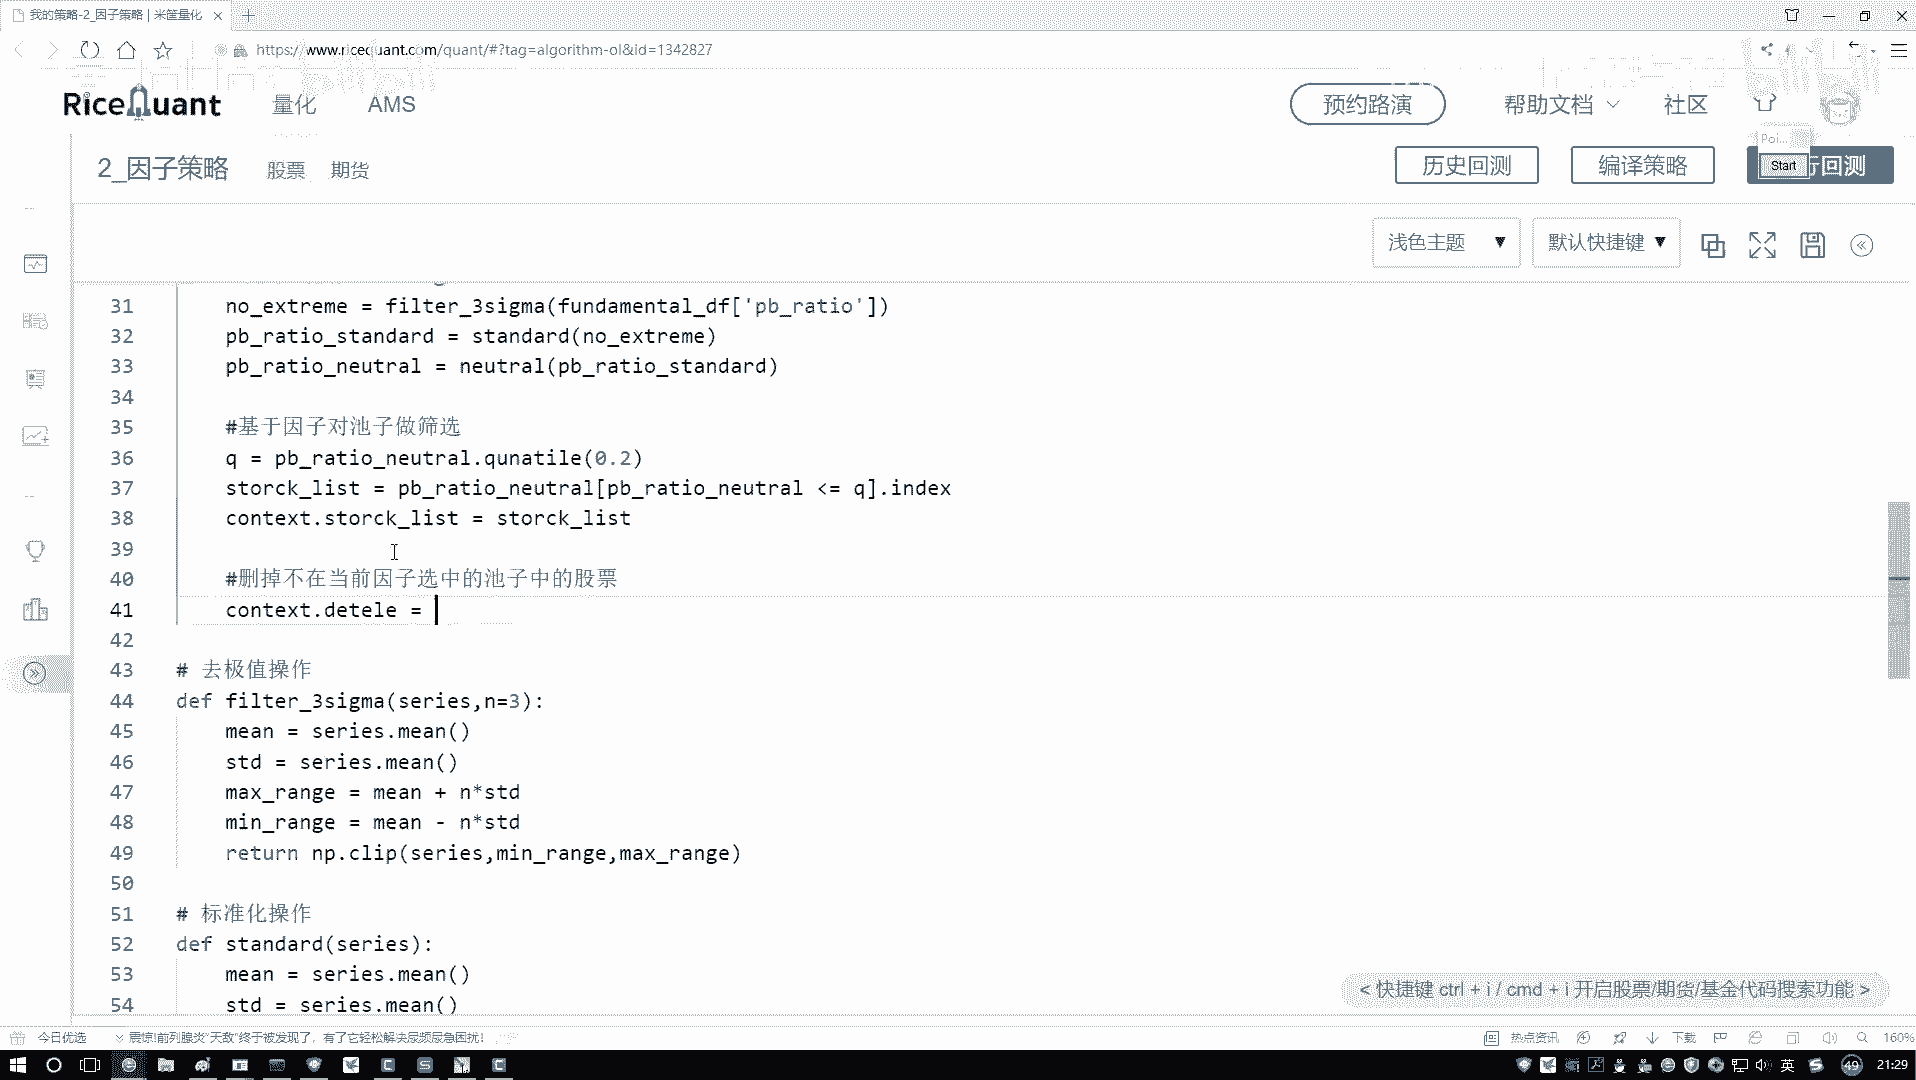 我的策略-2_因子策略 | 米筐量化
https://www.ricequant.com/quant/#?tag=algorithm-ol&id=1342827
RiceQuant 量化 AMS 预约路演 帮助文档 社区
Poi...
2_因子策略 股票 期货 历史回测 编译策略 Start 行回测
浅色主题 ▼ 默认快捷键 ▼
31 no_extreme = filter_3sigma(fundamental_df['pb_ratio'])
32 pb_ratio_standard = standard(no_extreme)
33 pb_ratio_neutral = neutral(pb_ratio_standard)
34
35 #基于因子对池子做筛选
36 q = pb_ratio_neutral.qunatile(0.2)
37 storck_list = pb_ratio_neutral[pb_ratio_neutral <= q].index
38 context.storck_list = storck_list
39
40 #删掉不在当前因子选中的池子中的股票
41 context.detele =
42
43 # 去极值操作
44 def filter_3sigma(series,n=3):
45 mean = series.mean()
46 std = series.mean()
47 max_range = mean + n*std
48 min_range = mean - n*std
49 return np.clip(series,min_range,max_range)
50
51 # 标准化操作
52 def standard(series):
53 mean = series.mean()
54 std = series.mean()
< 快捷键 ctrl + i / cmd + i 开启股票/期货/基金代码搜索功能 >
今日优选 震惊!前列腺炎“天敌”终于被发现了，有了它轻松解决尿频尿急困扰! 热点资讯 下载 160%
英 49 21:29